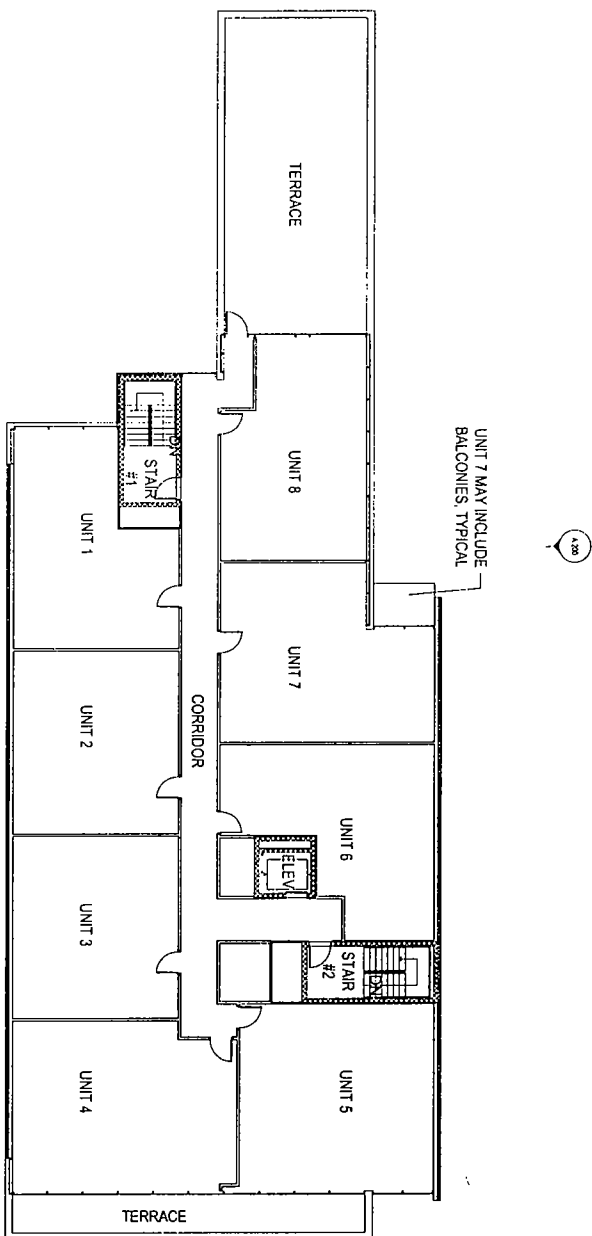 TERRACE
UNIT 7 MAY INCLUDE
BALCONIES, TYPICAL
A.200
UNIT 8
DN
STAIR
#1
UNIT 1
UNIT 7
UNIT 2
CORRIDOR
UNIT 6
ELEV
UNIT 3
STAIR
#2
DN
UNIT 4
UNIT 5
TERRACE